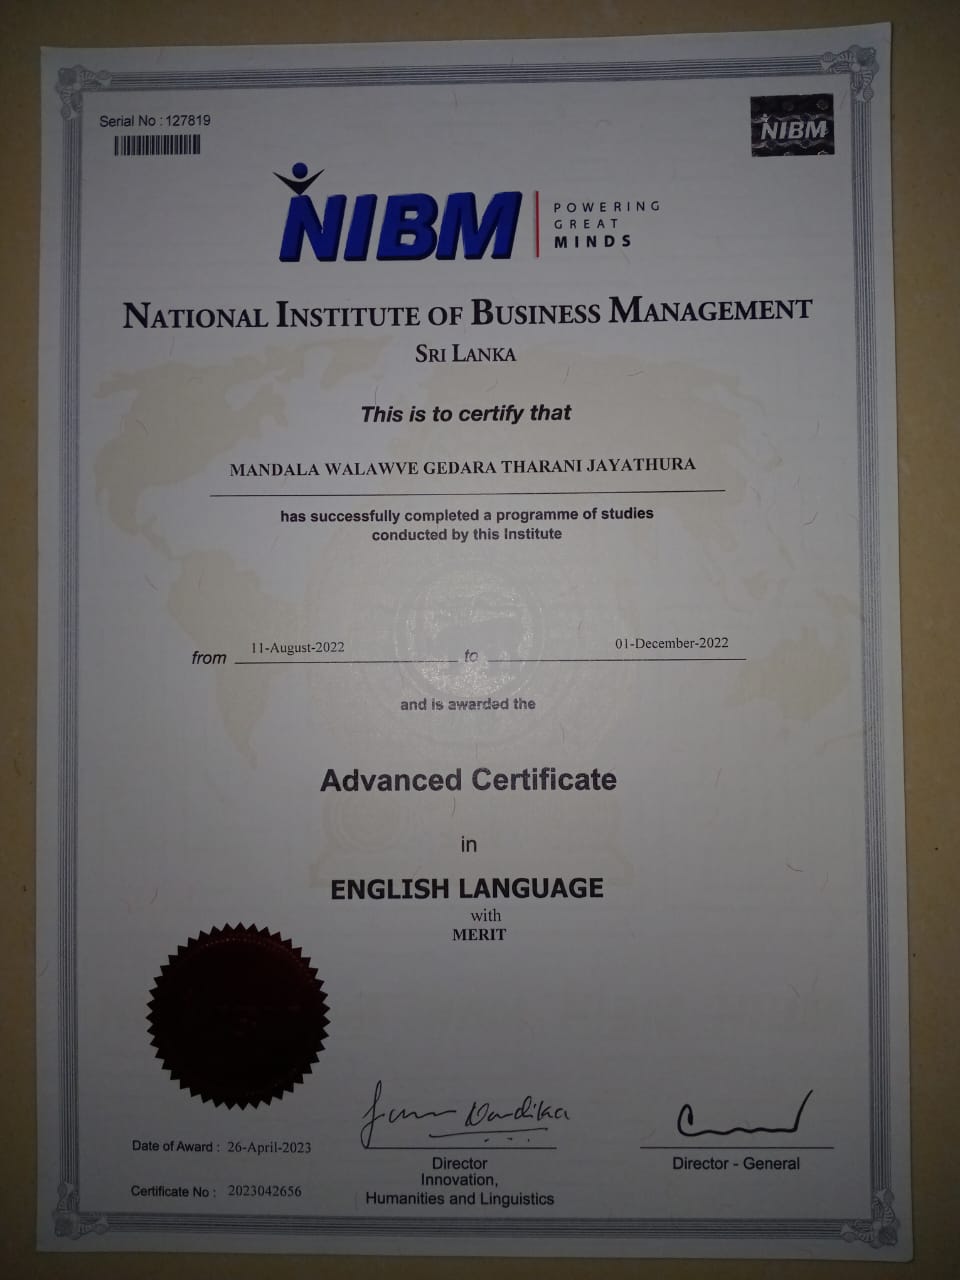 Serial No : 127819
NIBM
NIBM
POWERING
GREAT
MINDS
NATIONAL INSTITUTE OF BUSINESS MANAGEMENT
SRI LANKA
This is to certify that
MANDALA WALAWVE GEDARA THARANI JAYATHURA
has successfully completed a programme of studies
conducted by this Institute
from 11-August-2022 to 01-December-2022
and is awarded the
Advanced Certificate
in
ENGLISH LANGUAGE
with
MERIT
Date of Award : 26-April-2023
Director
Innovation,
Humanities and Linguistics
Director - General
Certificate No : 2023042656